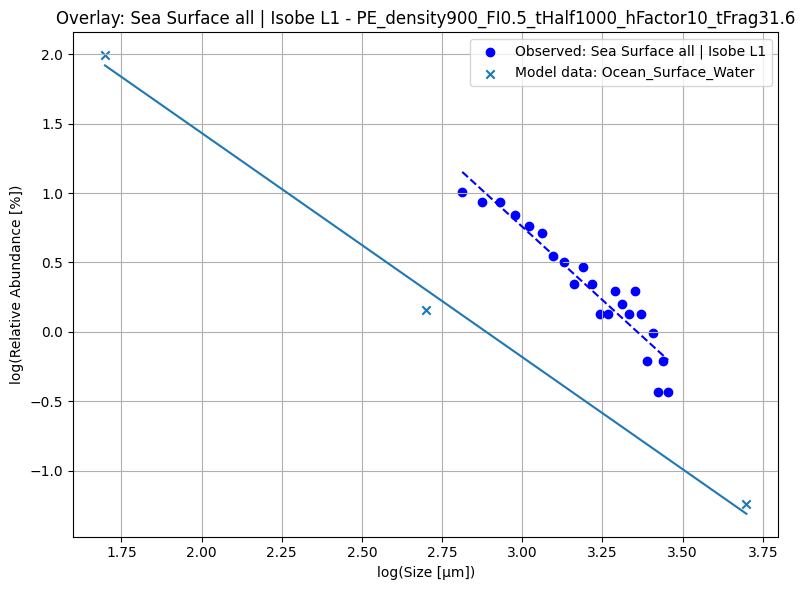 Overlay: Sea Surface all | Isobe L1 - PE_density900_FI0.5_tHalf1000_hFactor10_tFrag31.6
Observed: Sea Surface all | Isobe L1
Model data: Ocean_Surface_Water
log(Relative Abundance [%])
2.0
1.5
1.0
0.5
0.0
−0.5
−1.0
1.75 2.00 2.25 2.50 2.75 3.00 3.25 3.50 3.75
log(Size [μm])